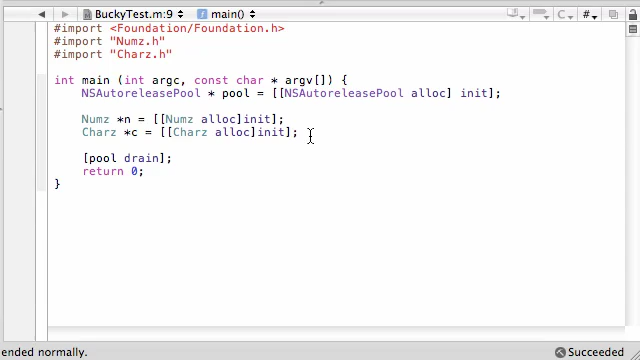 BuckyTest.m:9 main()
#import <Foundation/Foundation.h>
#import "Numz.h"
#import "Charz.h"
int main (int argc, const char * argv[]) {
NSAutoreleasePool * pool = [[NSAutoreleasePool alloc] init];
Numz *n = [[Numz alloc]init];
Charz *c = [[Charz alloc]init];
[pool drain];
return 0;
}
ended normally.
Succeeded